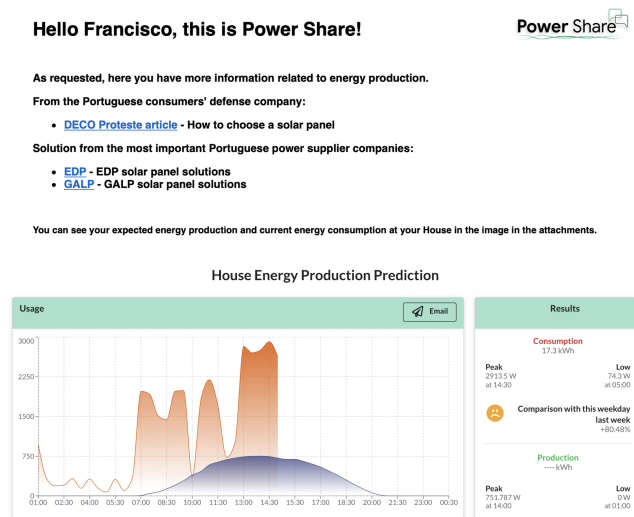 Hello Francisco, this is Power Share!
Power Share
As requested, here you have more information related to energy production.
From the Portuguese consumers' defense company:
• DECO Proteste article - How to choose a solar panel
Solution from the most important Portuguese power supplier companies:
• EDP - EDP solar panel solutions
• GALP - GALP solar panel solutions
You can see your expected energy production and current energy consumption at your House in the image in the attachments.
House Energy Production Prediction
Usage
Email
3000
2250
1500
750
0
01:00 02:30 04:00 05:30 07:00 08:30 10:00 11:30 13:00 14:30 16:00 17:30 18:50 20:00 21:30 23:00 00:30
Results
Consumption
17.3 kWh
Peak Low
2913.5 W 74.3 W
at 14:30 at 05:00
Comparison with this weekday
last week
+80.48%
Production
---- kWh
Peak Low
751.787 W 0 W
at 14:00 at 01:00